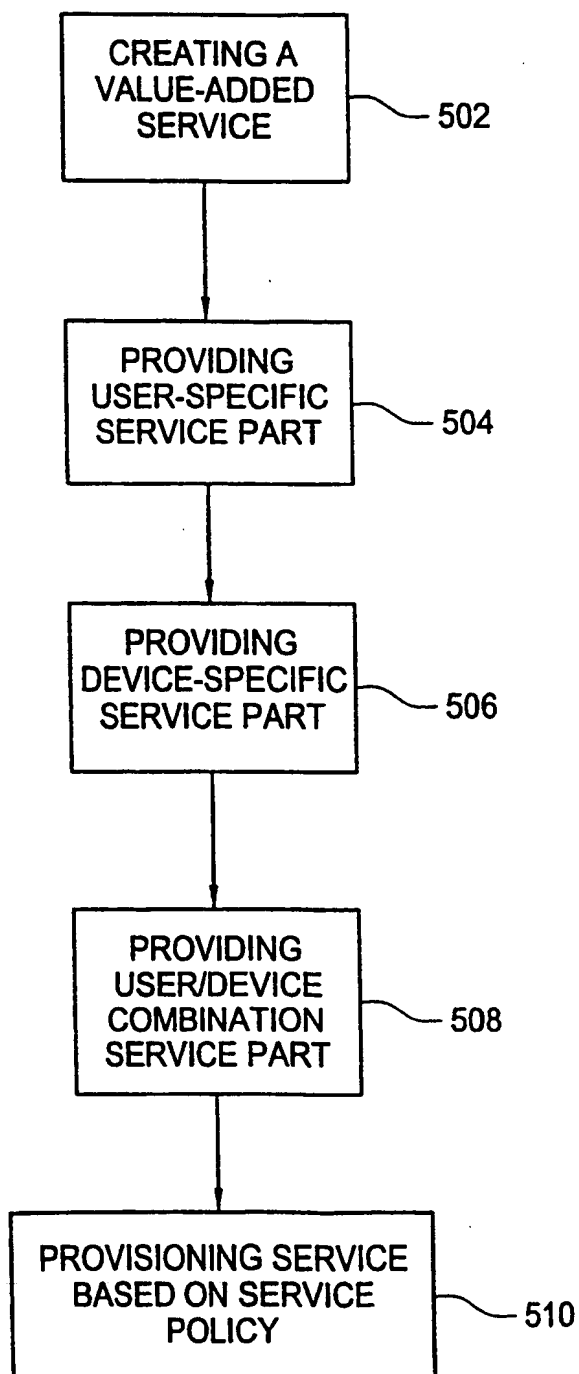 CREATING A
VALUE-ADDED
SERVICE
502
PROVIDING
USER-SPECIFIC
SERVICE PART
504
PROVIDING
DEVICE-SPECIFIC
SERVICE PART
506
PROVIDING
USER/DEVICE
COMBINATION
SERVICE PART
508
PROVISIONING SERVICE
BASED ON SERVICE
POLICY
510